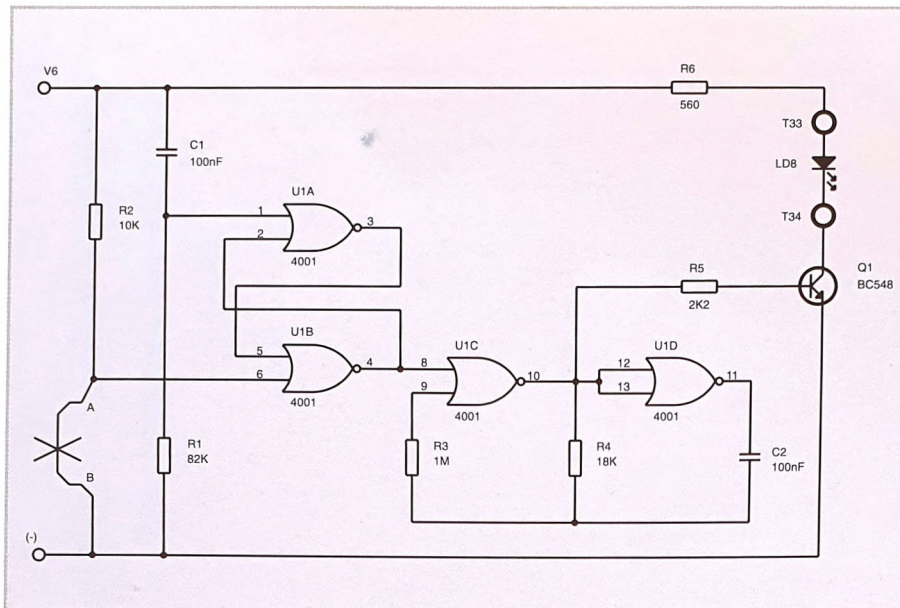 V6
R6
560
T33
C1
100nF
LD8
U1A
R2
10K
1
3
T34
2
4001
Q1
BC548
R5
2K2
U1B
U1C
U1D
5
4
8
12
6
10
11
9
13
A
4001
4001
4001
R1
82K
R3
1M
R4
18K
C2
100nF
B
(-)